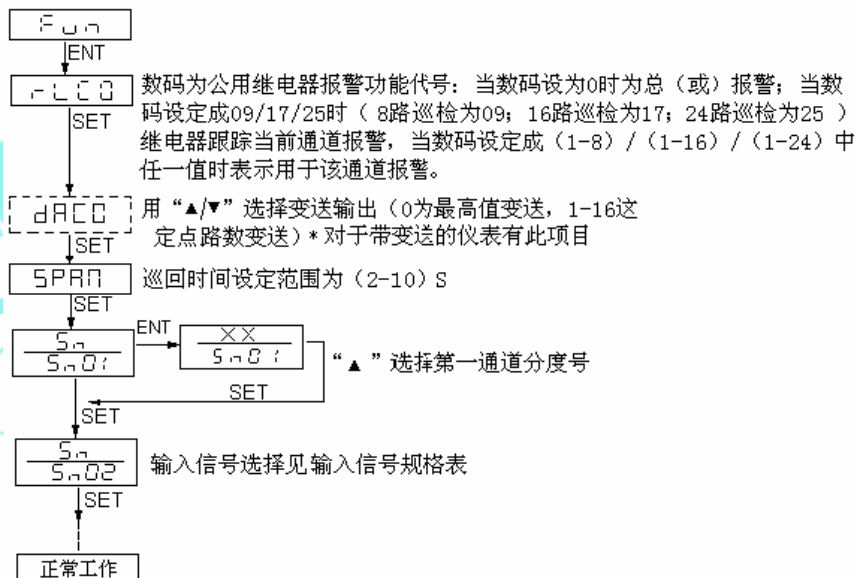 Fun
ENT
rLC0
数码为公用继电器报警功能代号：当数码设为0时为总（或）报警；当数
码设定成09/17/25时（ 8路巡检为09；16路巡检为17；24路巡检为25 ）
SET
继电器跟踪当前通道报警，当数码设定成（1-8）/（1-16）/（1-24）中
任一值时表示用于该通道报警。
dAC0
用“▲/▼”选择变送输出（0为最高值变送，1-16这
定点路数变送）*对于带变送的仪表有此项目
SET
SPAN
巡回时间设定范围为（2-10）S
SET
Sn
Sn01
ENT
XX
Sn01
“▲ ”选择第一通道分度号
SET
SET
Sn
Sn02
输入信号选择见输入信号规格表
SET
正常工作